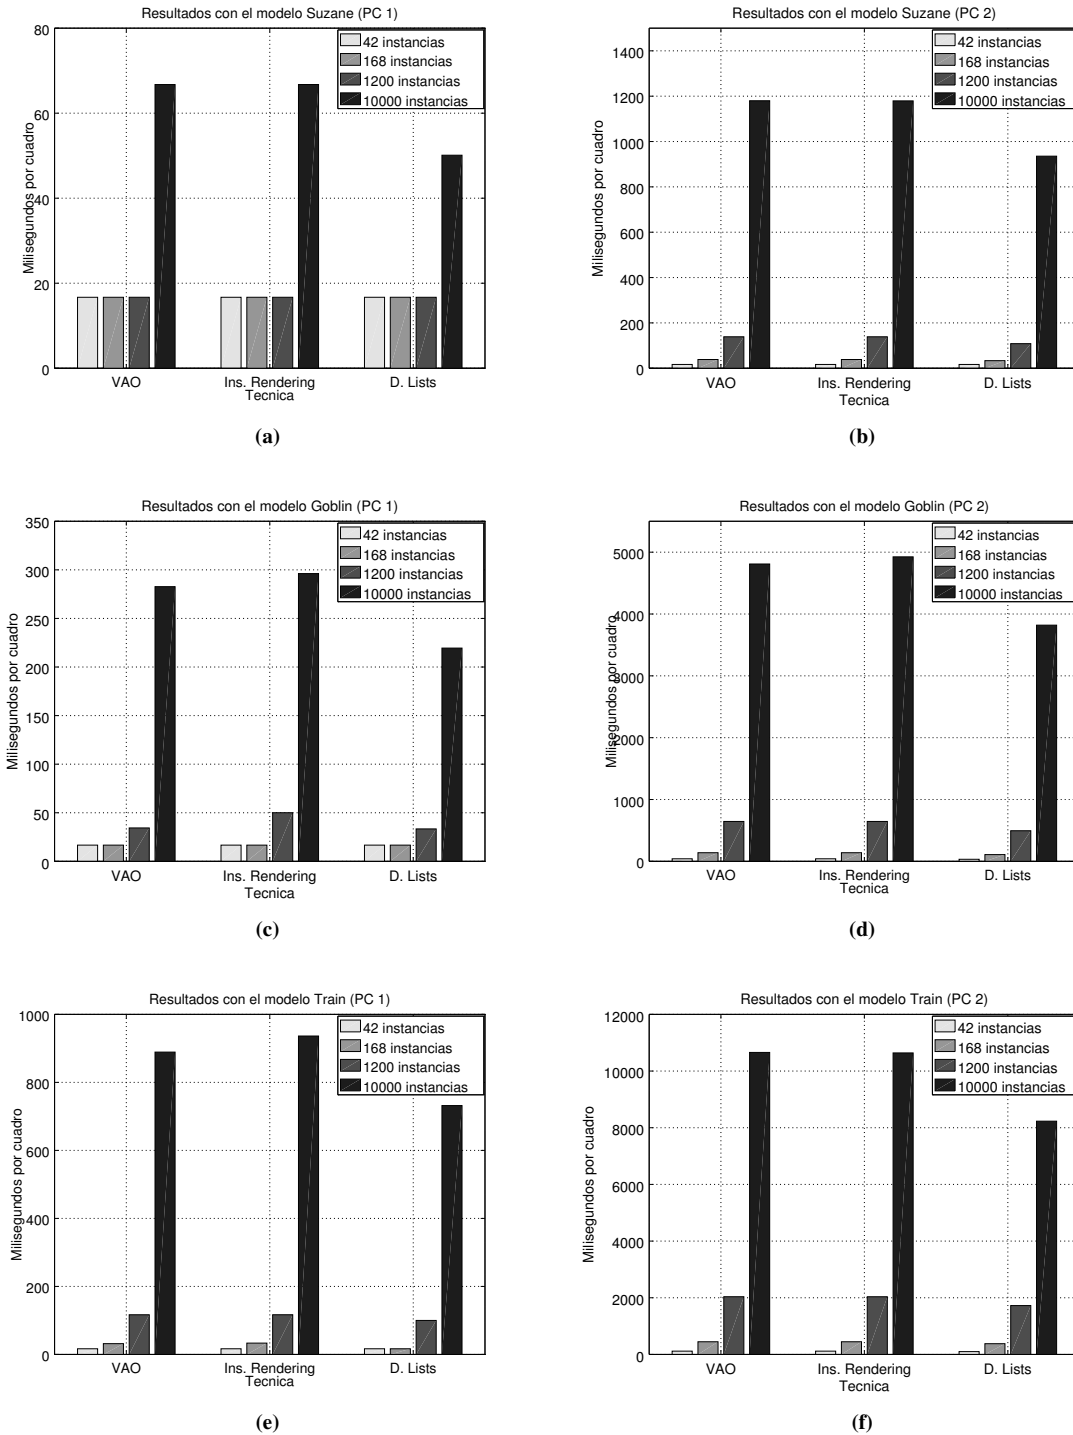 Resultados con el modelo Suzane (PC 1)
80
60
40
20
0
Milisegundos por cuadro
42 instancias
168 instancias
1200 instancias
10000 instancias
VAO
Ins. Rendering
D. Lists
Tecnica
(a)
Resultados con el modelo Suzane (PC 2)
1400
1200
1000
800
600
400
200
0
Milisegundos por cuadro
42 instancias
168 instancias
1200 instancias
10000 instancias
VAO
Ins. Rendering
D. Lists
Tecnica
(b)
Resultados con el modelo Goblin (PC 1)
350
300
250
200
150
100
50
0
Milisegundos por cuadro
42 instancias
168 instancias
1200 instancias
10000 instancias
VAO
Ins. Rendering
D. Lists
Tecnica
(c)
Resultados con el modelo Goblin (PC 2)
5000
4000
3000
2000
1000
0
Milisegundos por cuadro
42 instancias
168 instancias
1200 instancias
10000 instancias
VAO
Ins. Rendering
D. Lists
Tecnica
(d)
Resultados con el modelo Train (PC 1)
1000
800
600
400
200
0
Milisegundos por cuadro
42 instancias
168 instancias
1200 instancias
10000 instancias
VAO
Ins. Rendering
D. Lists
Tecnica
(e)
Resultados con el modelo Train (PC 2)
12000
10000
8000
6000
4000
2000
0
Milisegundos por cuadro
42 instancias
168 instancias
1200 instancias
10000 instancias
VAO
Ins. Rendering
D. Lists
Tecnica
(f)